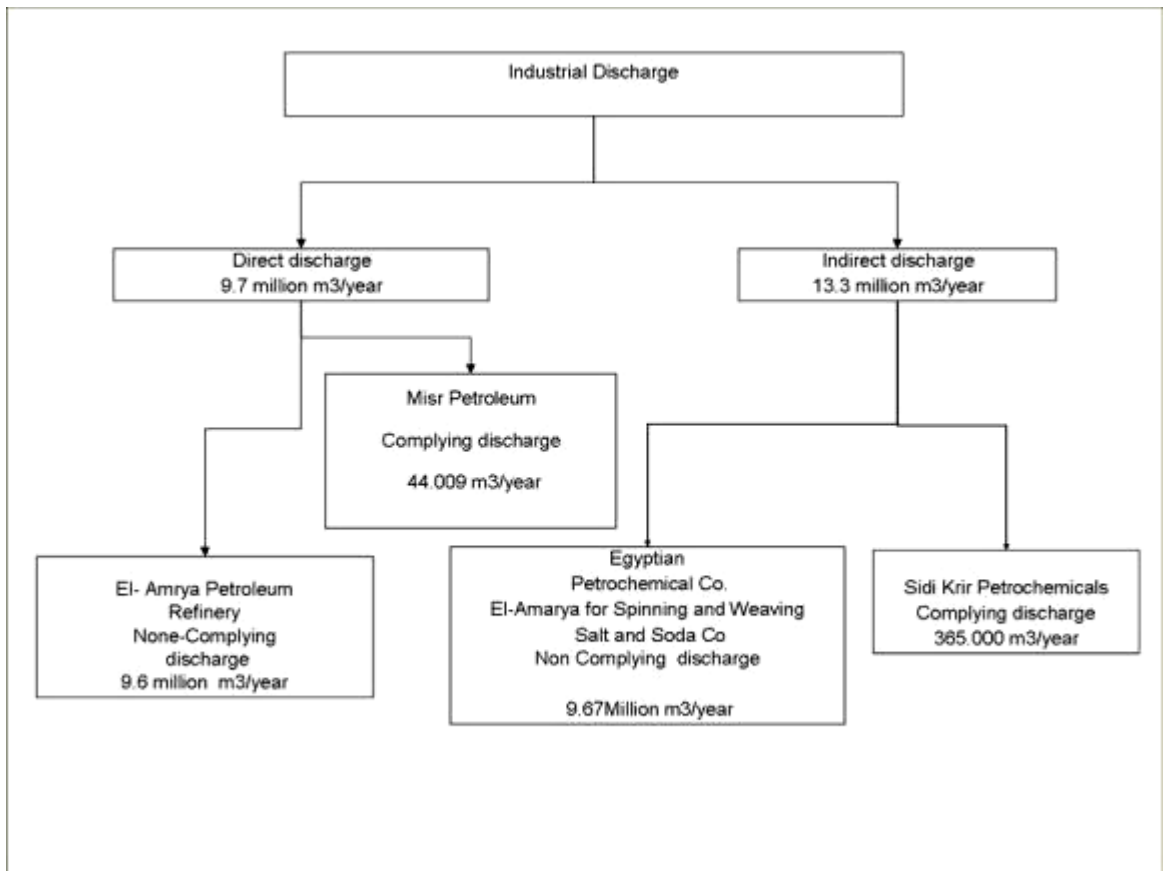 Industrial Discharge
Direct discharge
9.7 million m3/year
Indirect discharge
13.3 million m3/year
Misr Petroleum
Complying discharge
44.009 m3/year
El- Amrya Petroleum
Refinery
None-Complying
discharge
9.6 million m3/year
Egyptian
Petrochemical Co.
El-Amarya for Spinning and Weaving
Salt and Soda Co
Non Complying discharge
9.67Million m3/year
Sidi Krir Petrochemicals
Complying discharge
365.000 m3/year